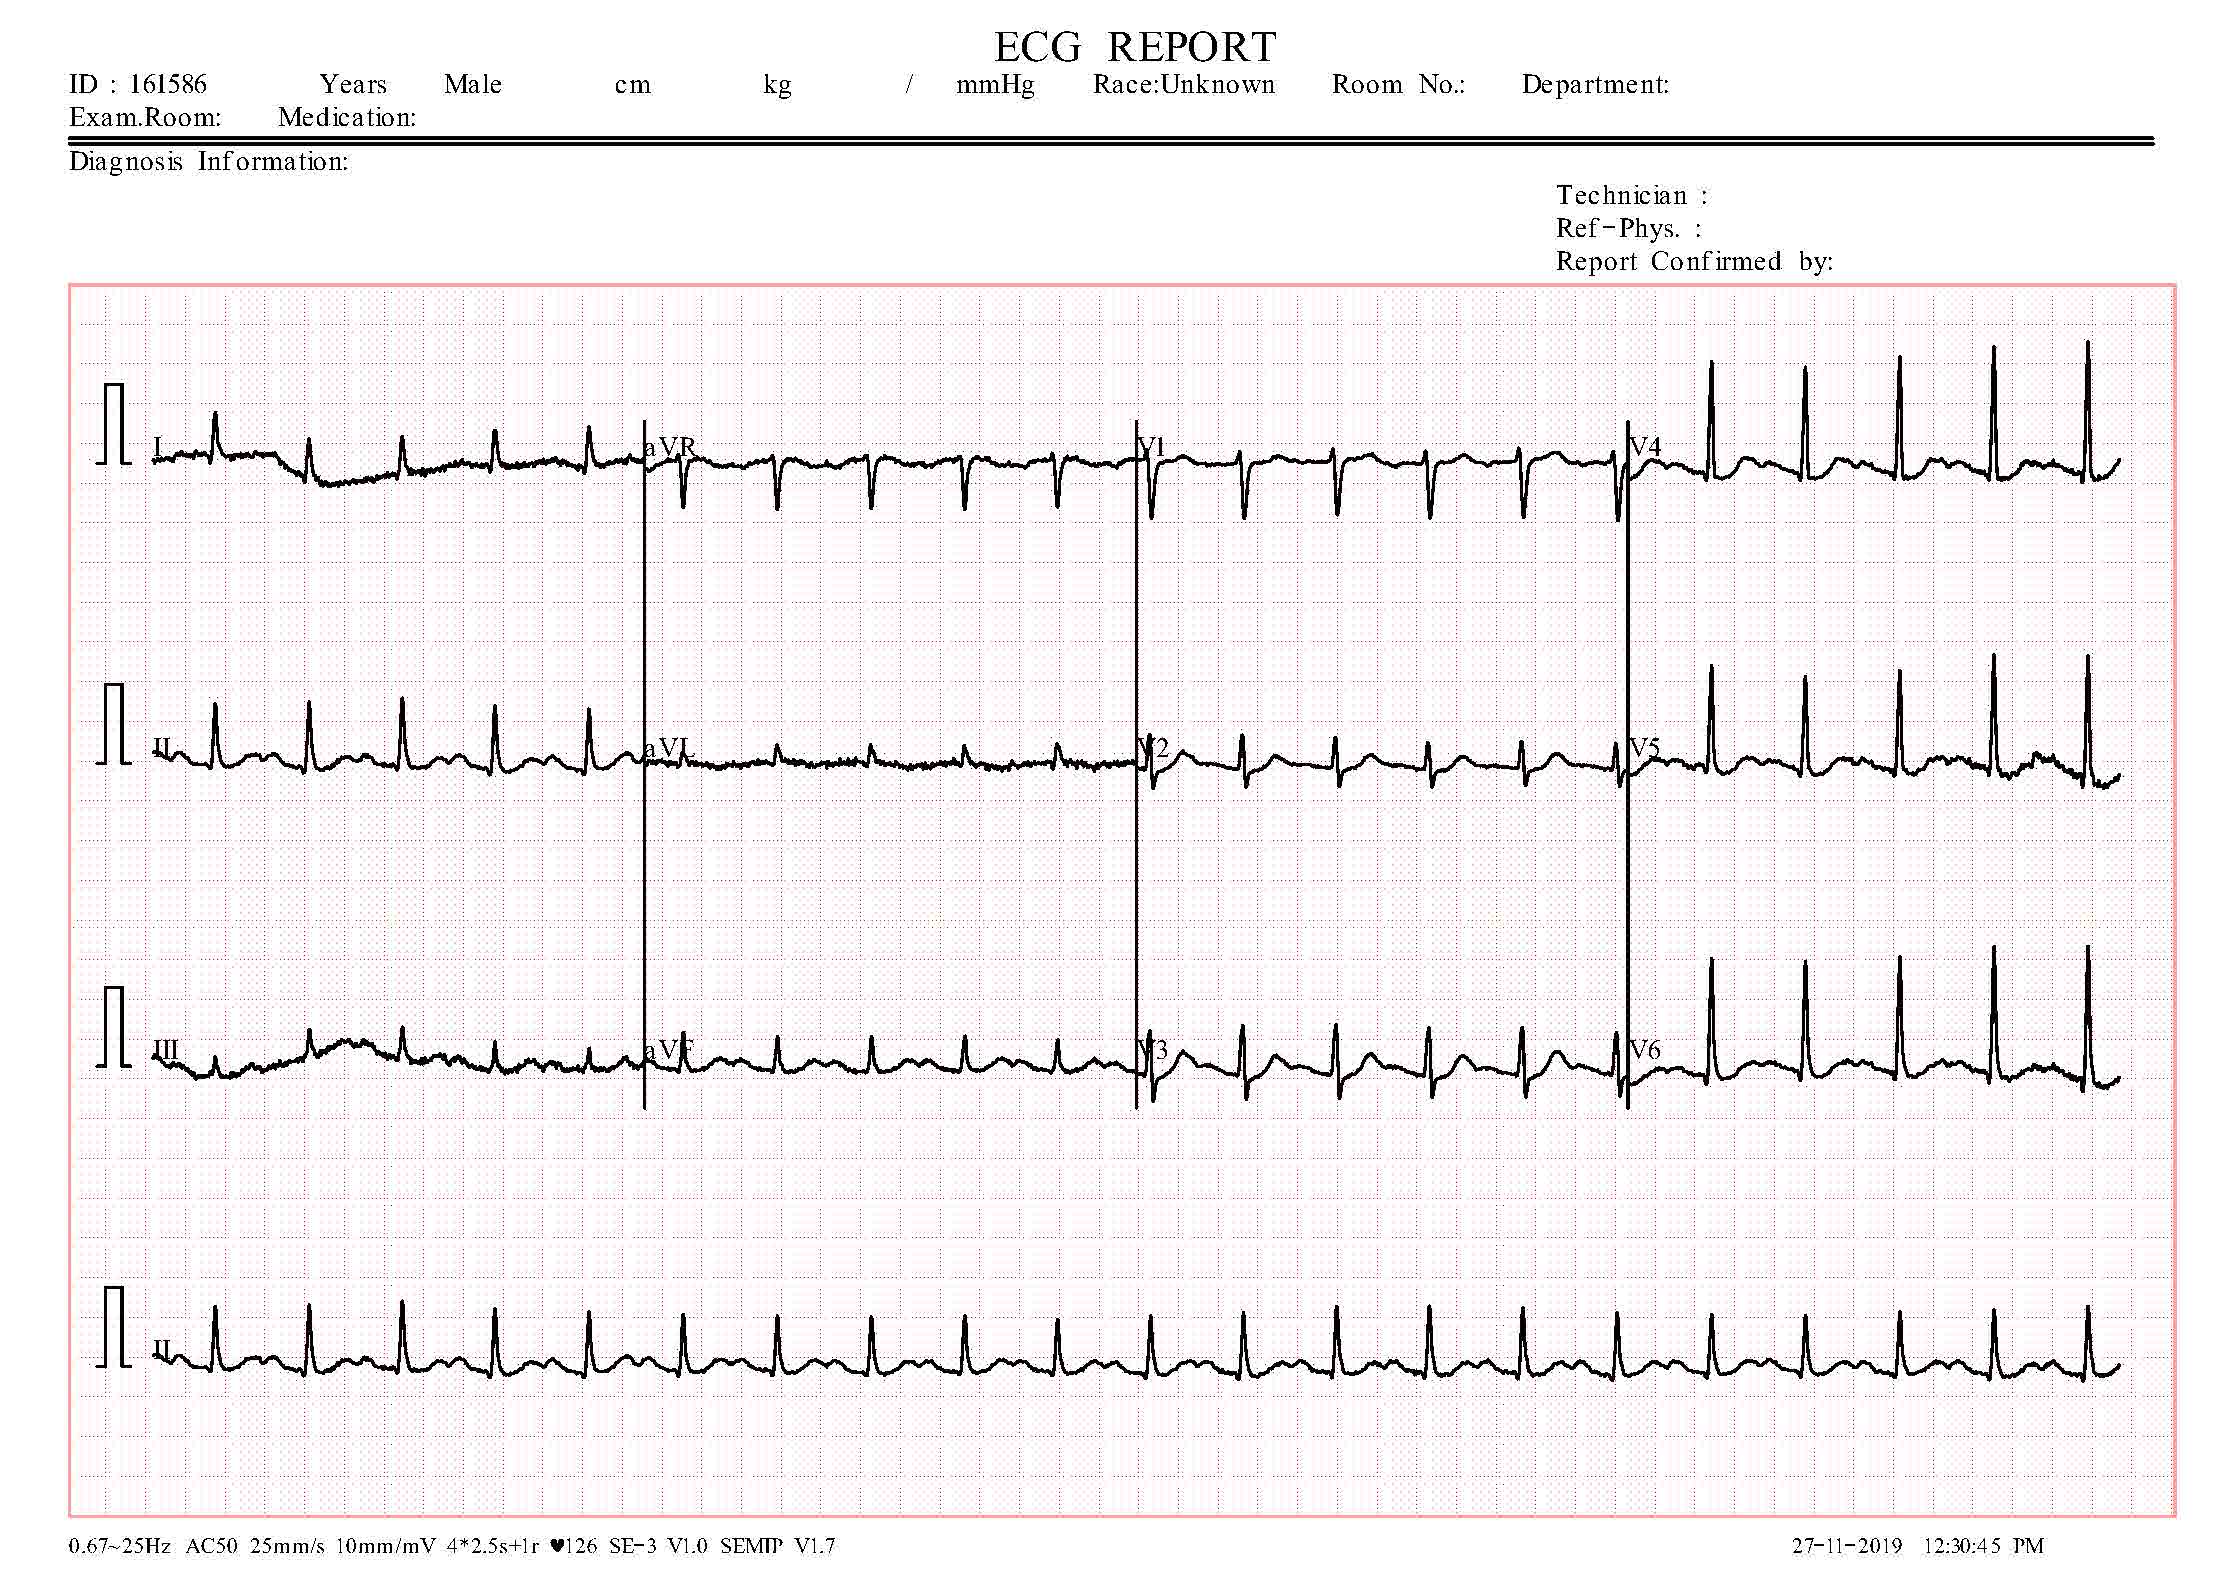 ECG REPORT
ID : 161586 Years Male cm kg / mmHg Race:Unknown Room No.: Department:
Exam.Room: Medication:
Diagnosis Information:
Technician :
Ref-Phys. :
Report Confirmed by:
I aVR V1 V4
II aVL V2 V5
III aVF V3 V6
II
0.67~25Hz AC50 25mm/s 10mm/mV 4*2.5s+1r ♥126 SE-3 V1.0 SEMIP V1.7 27-11-2019 12:30:45 PM